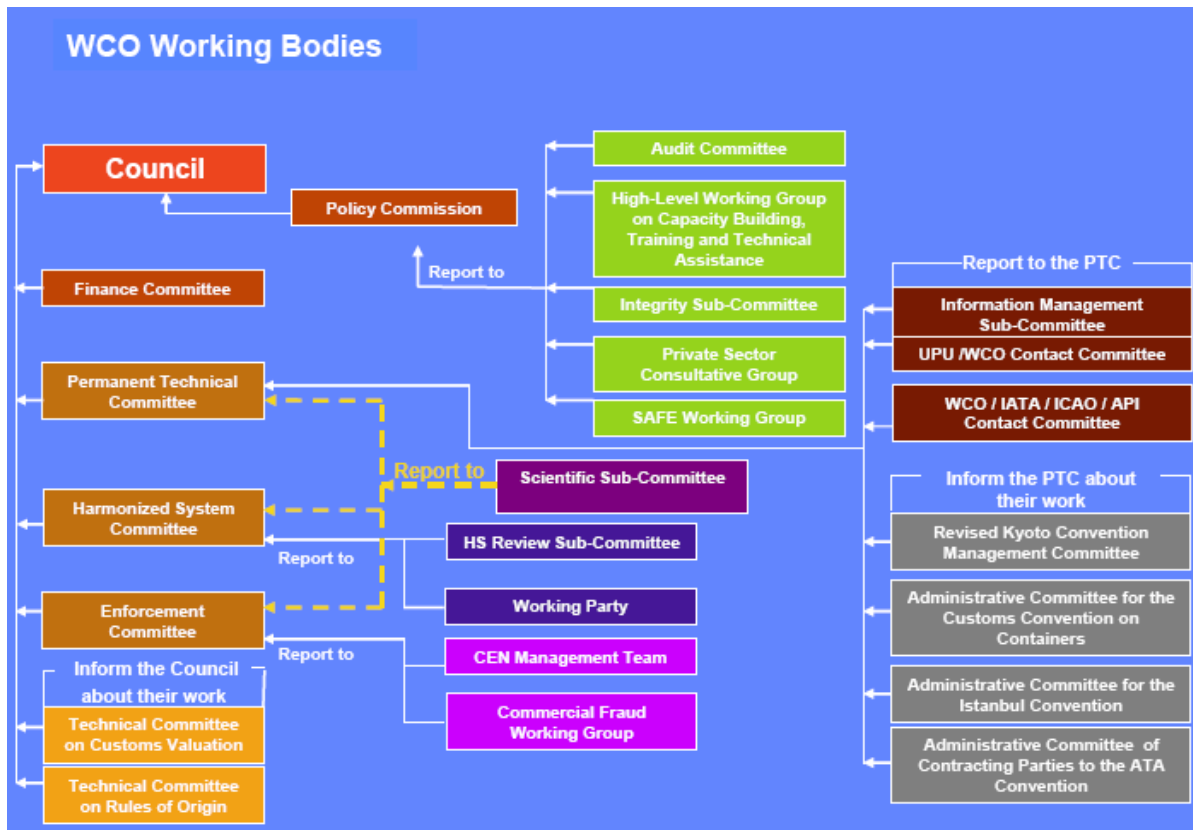 WCO Working Bodies
Council
Policy Commission
Finance Committee
Permanent Technical
Committee
Harmonized System
Committee
Enforcement
Committee
Inform the Council
about their work
Technical Committee
on Customs Valuation
Technical Committee
on Rules of Origin
Report to
Audit Committee
High-Level Working Group
on Capacity Building,
Training and Technical
Assistance
Integrity Sub-Committee
Private Sector
Consultative Group
SAFE Working Group
Report to
Scientific Sub-Committee
Report to
HS Review Sub-Committee
Working Party
Report to
CEN Management Team
Commercial Fraud
Working Group
Report to the PTC
Information Management
Sub-Committee
UPU /WCO Contact Committee
WCO / IATA / ICAO / API
Contact Committee
Inform the PTC about
their work
Revised Kyoto Convention
Management Committee
Administrative Committee for the
Customs Convention on
Containers
Administrative Committee for the
Istanbul Convention
Administrative Committee of
Contracting Parties to the ATA
Convention